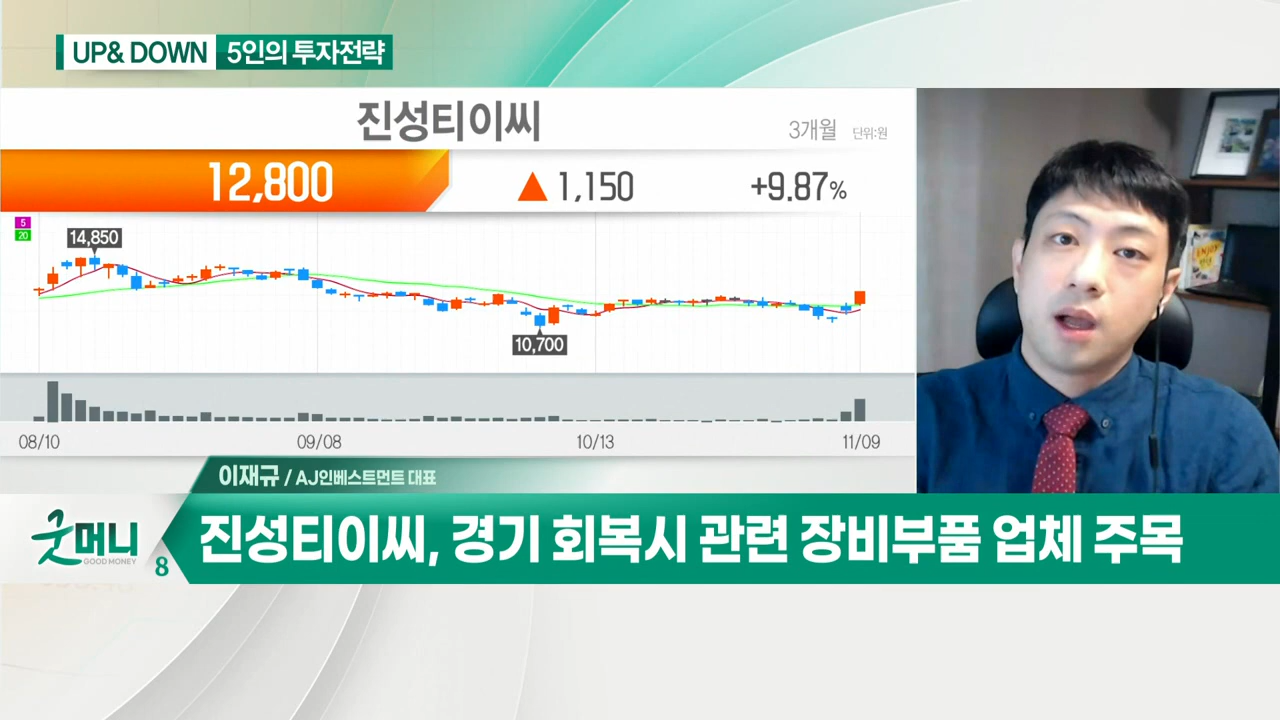 UP& DOWN 5인의 투자전략
진성티이씨
3개월 단위:원
12,800 ▲ 1,150 +9.87%
5
20
14,850
10,700
08/10 09/08 10/13 11/09
이재규 / AJ인베스트먼트 대표
굿머니
GOOD MONEY
8
진성티이씨, 경기 회복시 관련 장비부품 업체 주목
ENJOY